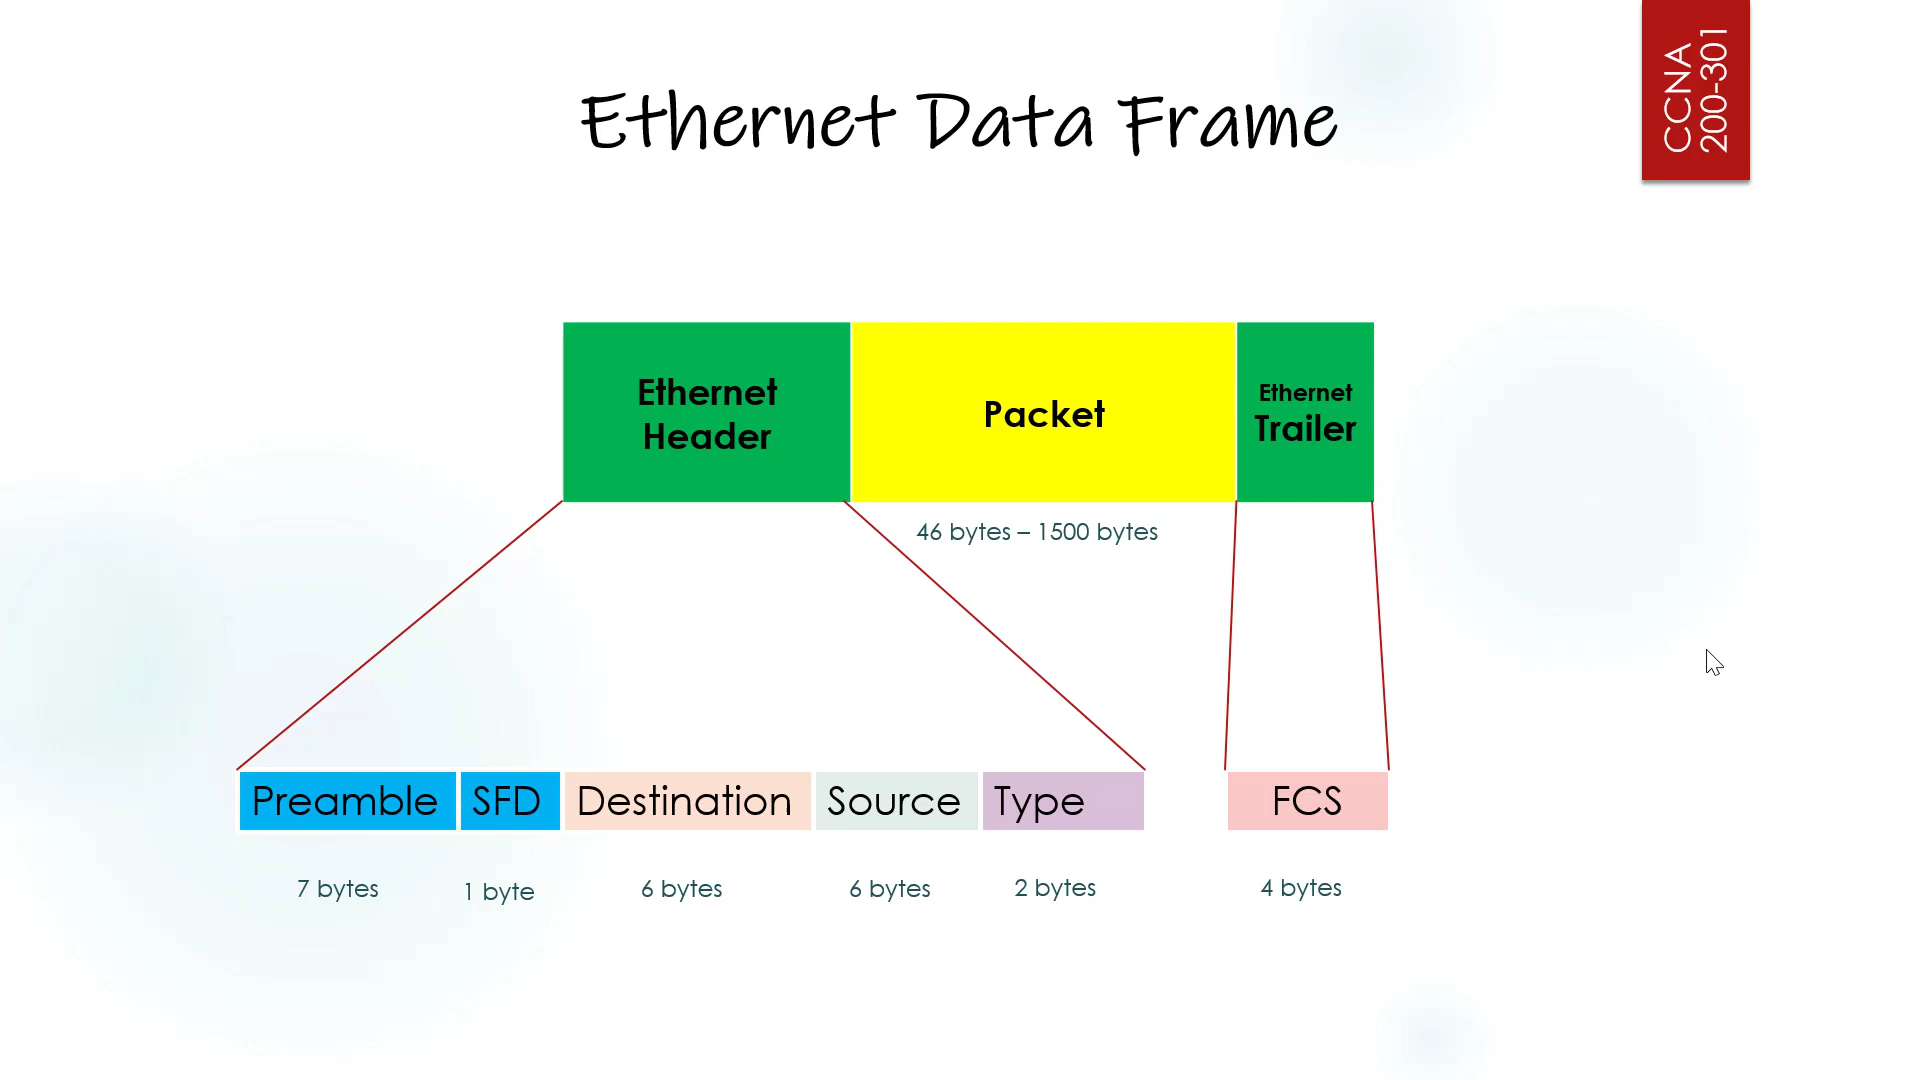 Ethernet Data Frame
CCNA
200-301
Ethernet
Header
Packet
Ethernet
Trailer
46 bytes – 1500 bytes
Preamble SFD Destination Source Type FCS
7 bytes 1 byte 6 bytes 6 bytes 2 bytes 4 bytes